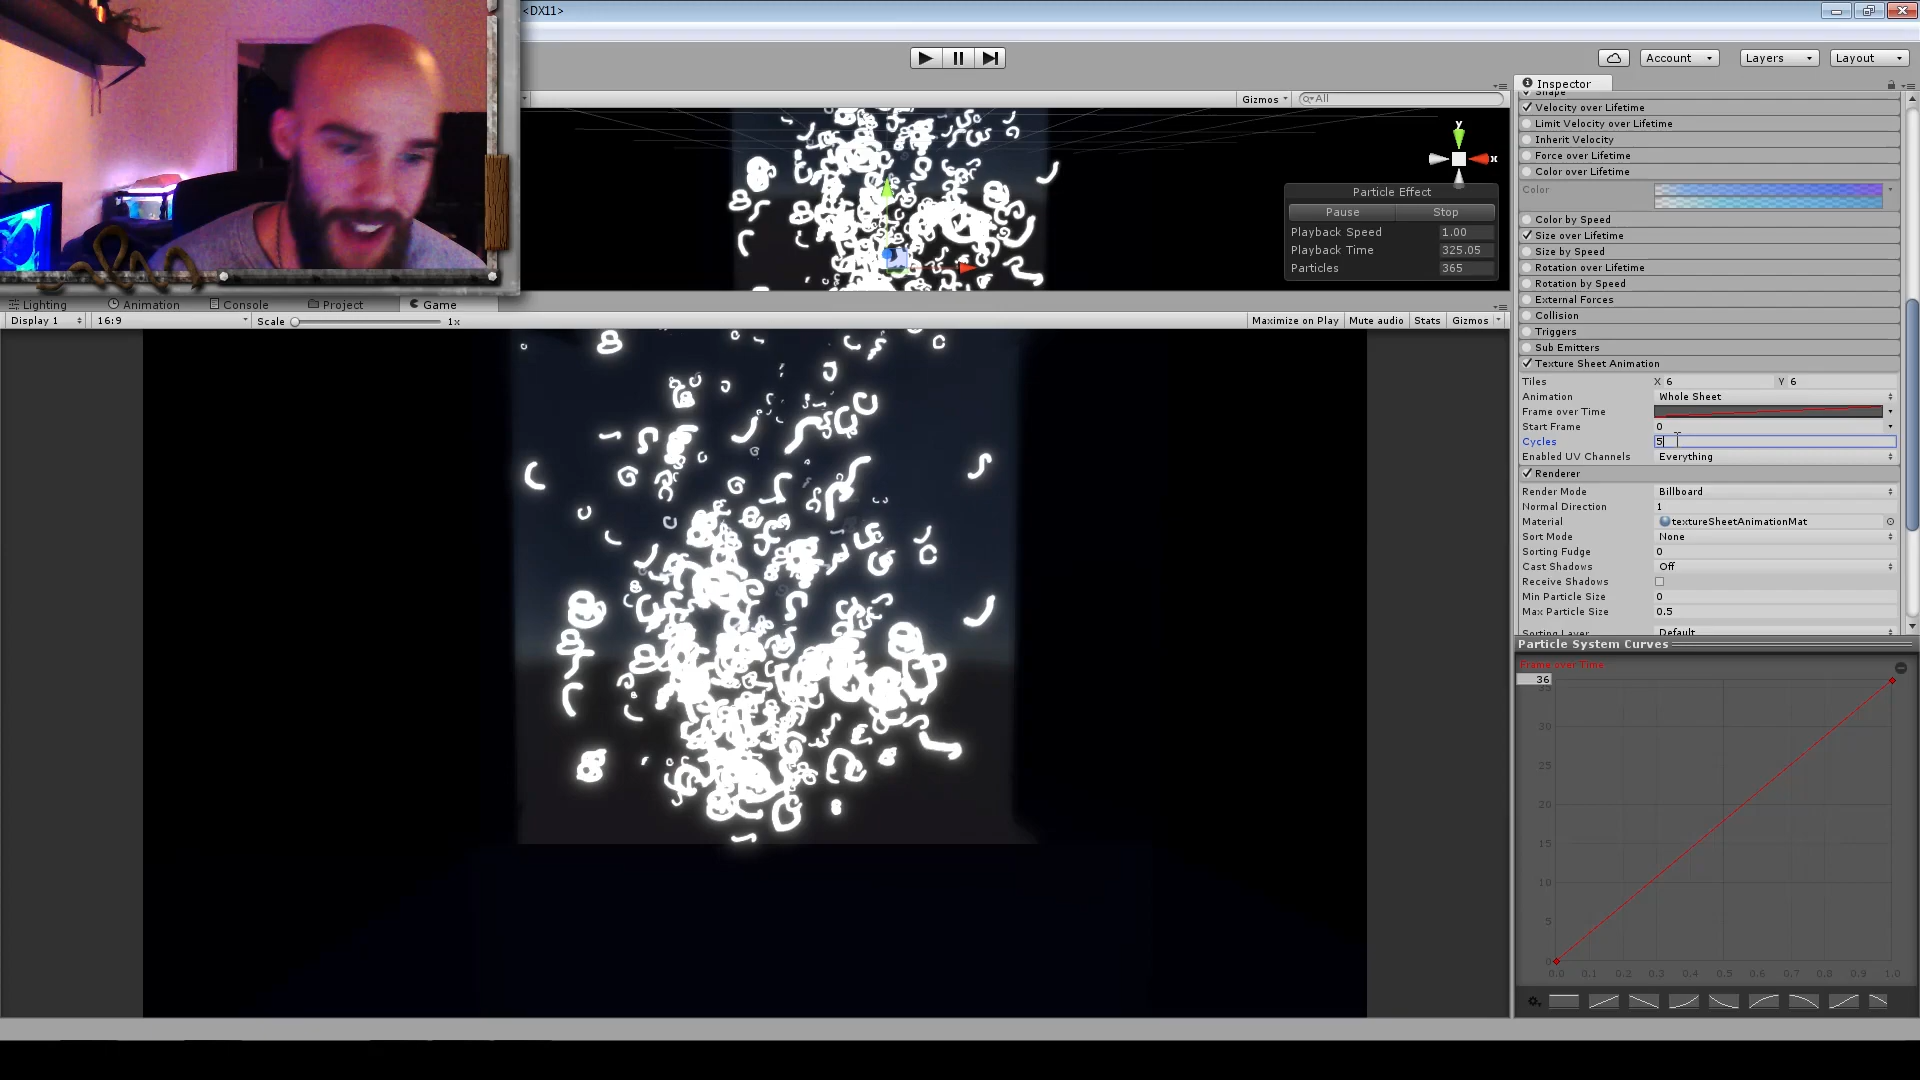 <DX11>
Account
Layers
Layout
Gizmos
All
y
x
Particle Effect
Pause Stop
Playback Speed 1.00
Playback Time 325.05
Particles 365
Inspector
Shape
Velocity over Lifetime
Limit Velocity over Lifetime
Inherit Velocity
Force over Lifetime
Color over Lifetime
Color
Color by Speed
Size over Lifetime
Size by Speed
Rotation over Lifetime
Rotation by Speed
External Forces
Collision
Triggers
Sub Emitters
Texture Sheet Animation
Tiles X 6 Y 6
Animation Whole Sheet
Frame over Time
Start Frame 0
Cycles 5
Enabled UV Channels Everything
Renderer
Render Mode Billboard
Normal Direction 1
Material textureSheetAnimationMat
Sort Mode None
Sorting Fudge 0
Cast Shadows Off
Receive Shadows
Min Particle Size 0
Max Particle Size 0.5
Sorting Layer Default
Lighting Animation Console Project Game
Display 1 16:9 Scale 1x
Maximize on Play Mute audio Stats Gizmos
Particle System Curves
Frame over Time
36
35
30
25
20
15
10
5
0
0.0 0.1 0.2 0.3 0.4 0.5 0.6 0.7 0.8 0.9 1.0